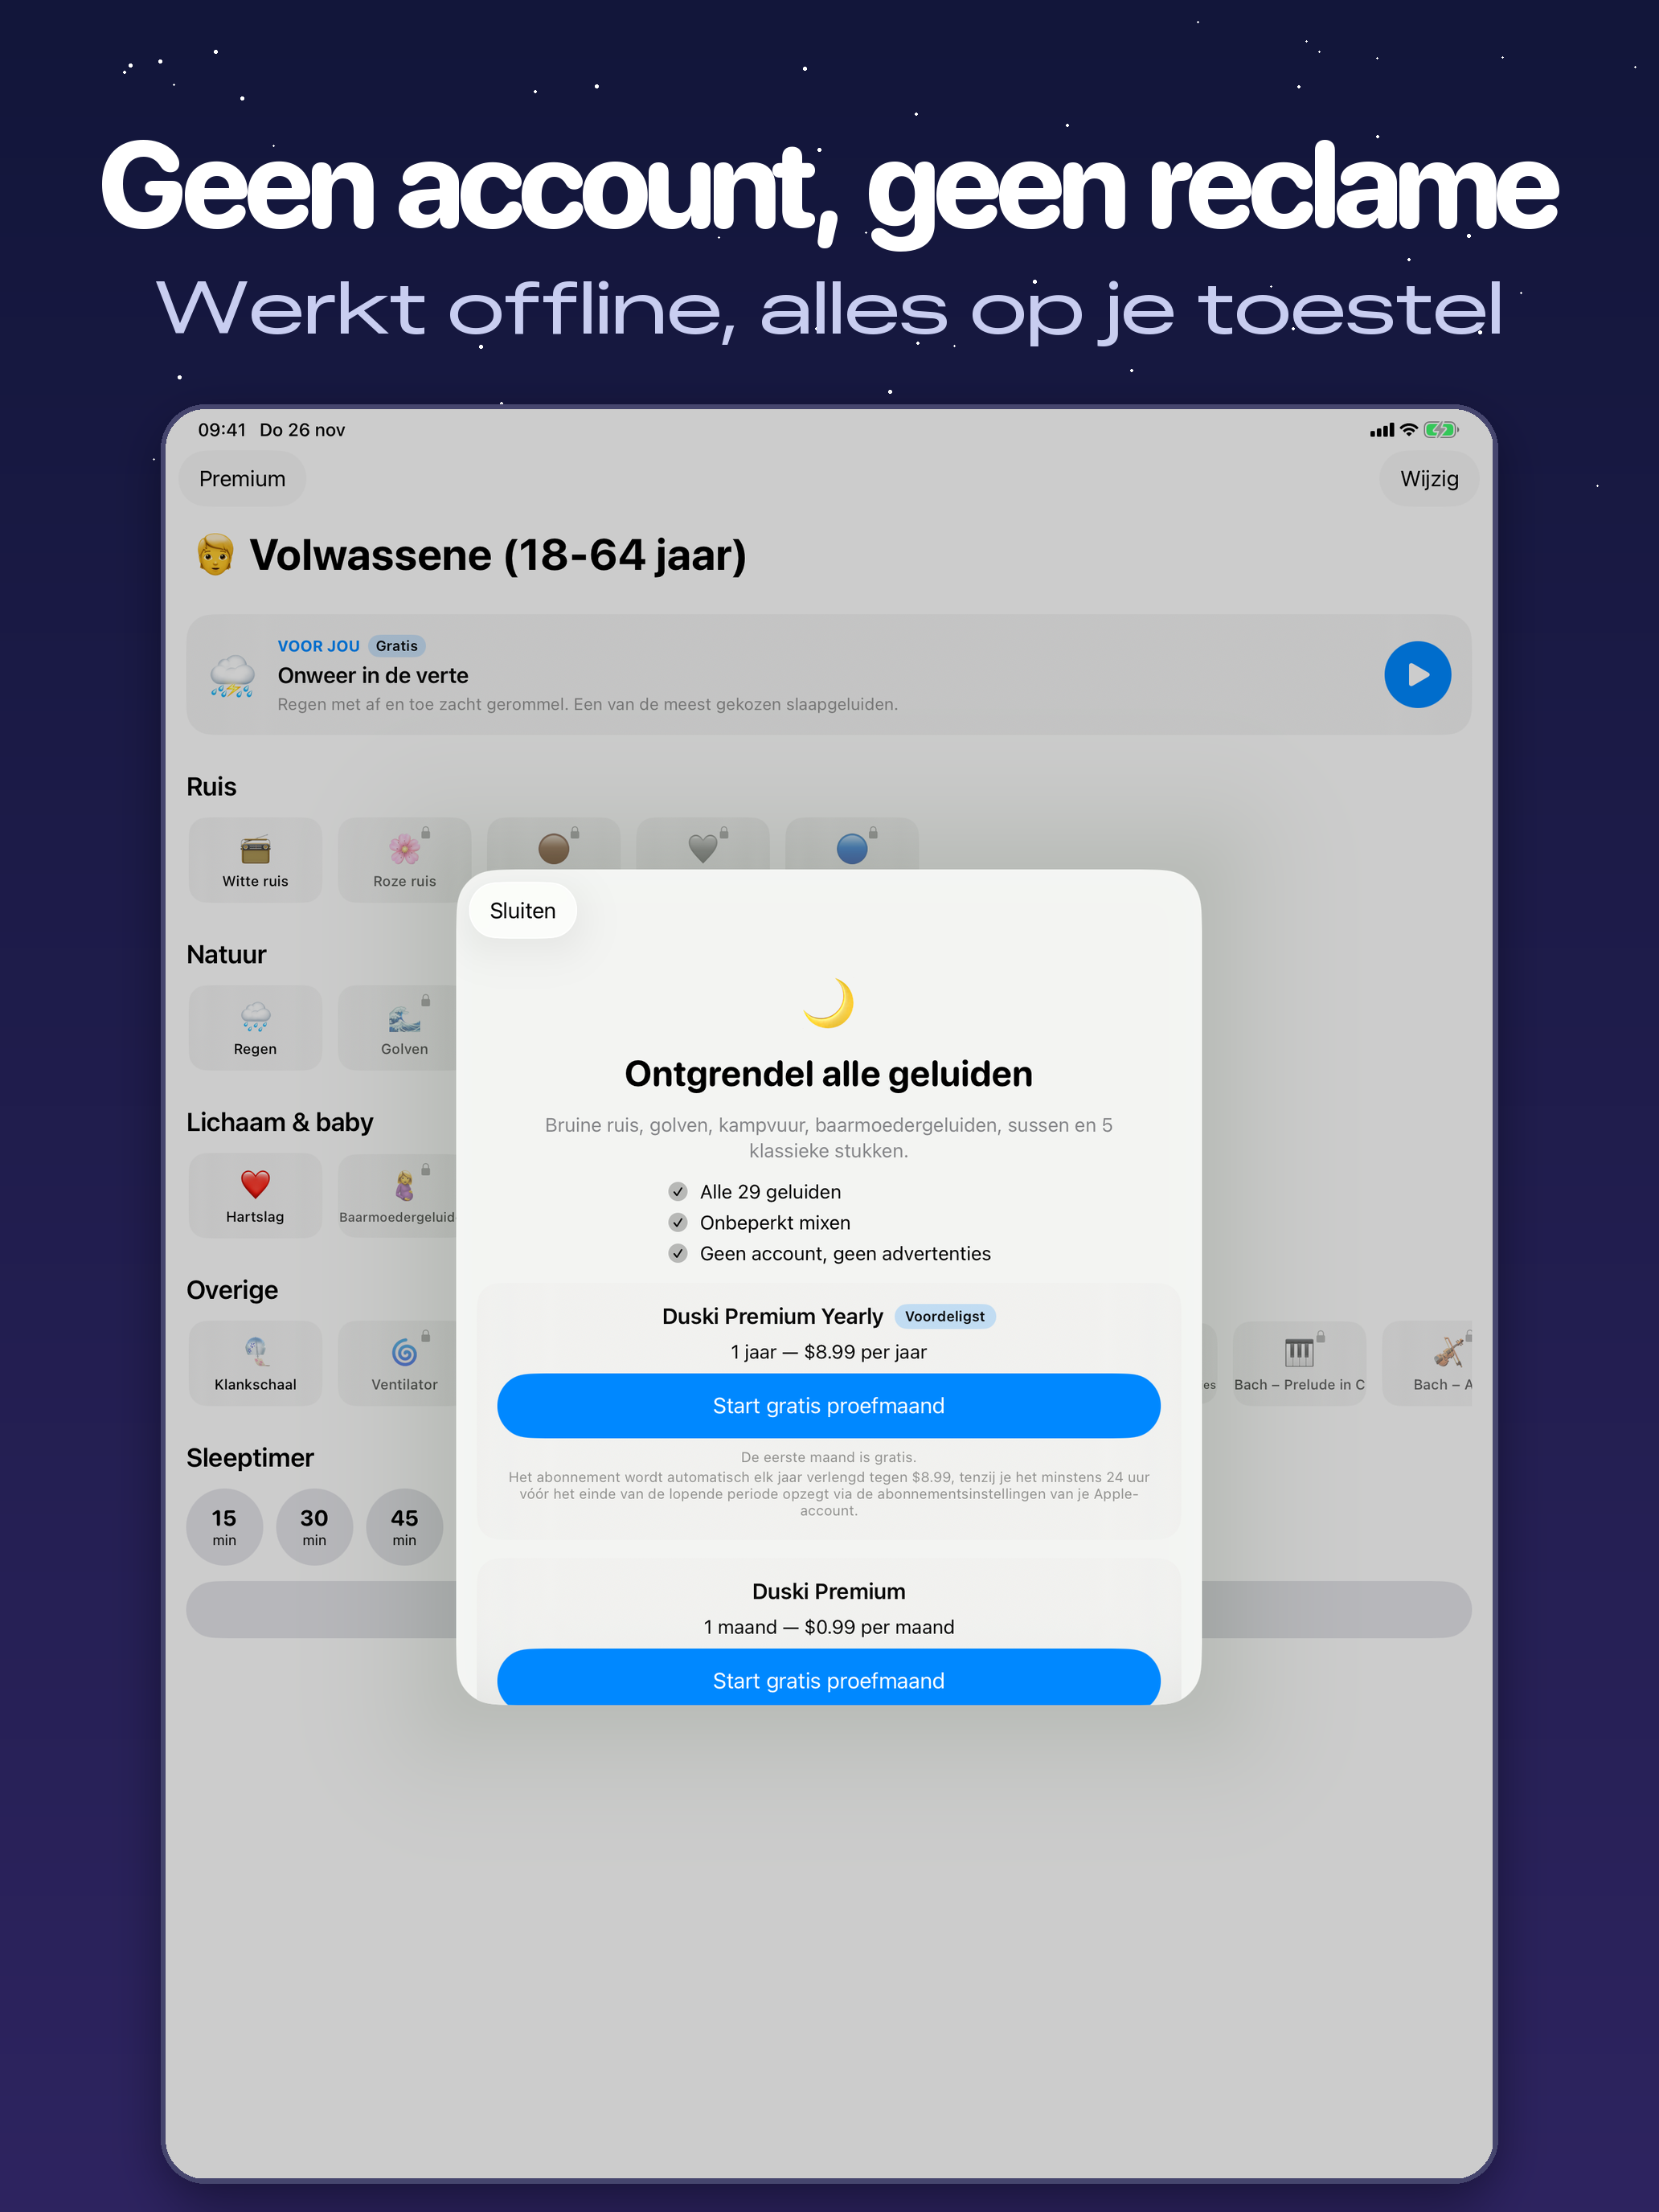 Geen account, geen reclame
Werkt offline, alles op je toestel
09:41 Do 26 nov
Premium
Wijzig
Volwassene (18-64 jaar)
VOOR JOU Gratis
Onweer in de verte
Regen met af en toe zacht gerommel. Een van de meest gekozen slaapgeluiden.
Ruis
Witte ruis
Roze ruis
Natuur
Regen
Golven
Lichaam & baby
Hartslag
Baarmoedergeluid
Overige
Klankschaal
Ventilator
es
Bach – Prelude in C
Bach – A
Sleeptimer
15 min
30 min
45 min
Sluiten
Ontgrendel alle geluiden
Bruine ruis, golven, kampvuur, baarmoedergeluiden, sussen en 5
klassieke stukken.
Alle 29 geluiden
Onbeperkt mixen
Geen account, geen advertenties
Duski Premium Yearly Voordeligst
1 jaar — $8.99 per jaar
Start gratis proefmaand
De eerste maand is gratis.
Het abonnement wordt automatisch elk jaar verlengd tegen $8.99, tenzij je het minstens 24 uur
vóór het einde van de lopende periode opzegt via de abonnementsinstellingen van je Apple-
account.
Duski Premium
1 maand — $0.99 per maand
Start gratis proefmaand